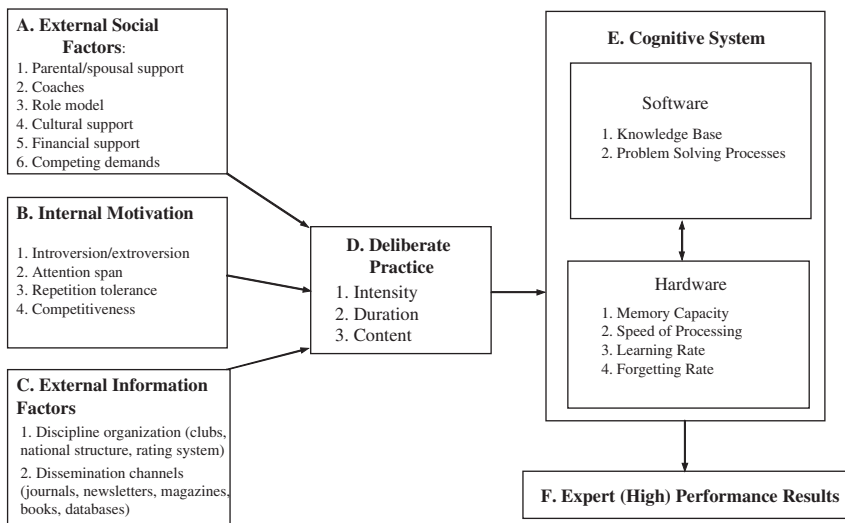 A. External Social
Factors:
1. Parental/spousal support
2. Coaches
3. Role model
4. Cultural support
5. Financial support
6. Competing demands
B. Internal Motivation
1. Introversion/extroversion
2. Attention span
3. Repetition tolerance
4. Competitiveness
C. External Information
Factors
1. Discipline organization (clubs,
national structure, rating system)
2. Dissemination channels
(journals, newsletters, magazines,
books, databases)
D. Deliberate
Practice
1. Intensity
2. Duration
3. Content
E. Cognitive System
Software
1. Knowledge Base
2. Problem Solving Processes
Hardware
1. Memory Capacity
2. Speed of Processing
3. Learning Rate
4. Forgetting Rate
F. Expert (High) Performance Results